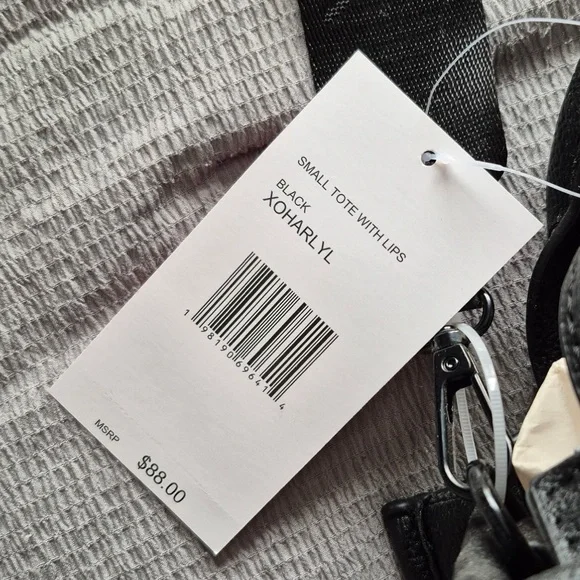 SMALL TOTE WITH LIPS
BLACK
XOHARLYL
1 98190 69641 4
MSRP
$88.00